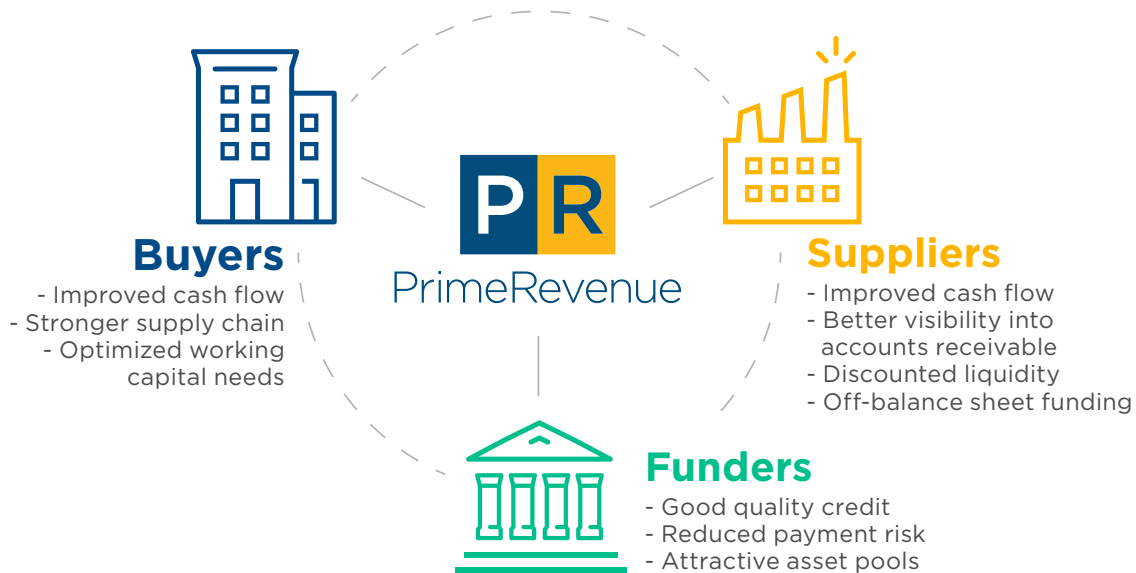 PR
PrimeRevenue
Buyers
- Improved cash flow
- Stronger supply chain
- Optimized working
capital needs
Suppliers
- Improved cash flow
- Better visibility into
accounts receivable
- Discounted liquidity
- Off-balance sheet funding
Funders
- Good quality credit
- Reduced payment risk
- Attractive asset pools